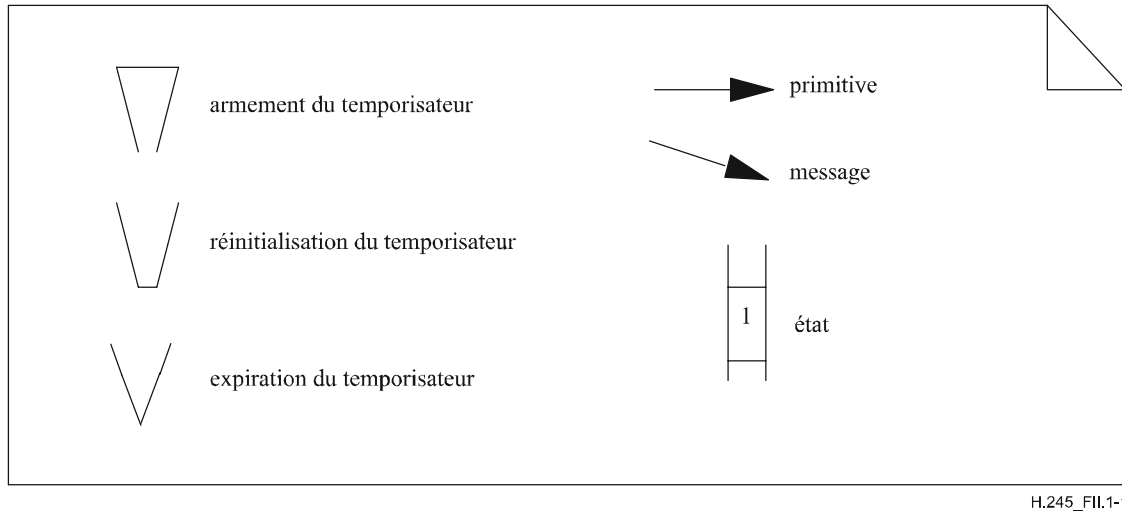 armement du temporisateur
réinitialisation du temporisateur
expiration du temporisateur
primitive
message
1
état
H.245_FII.1-